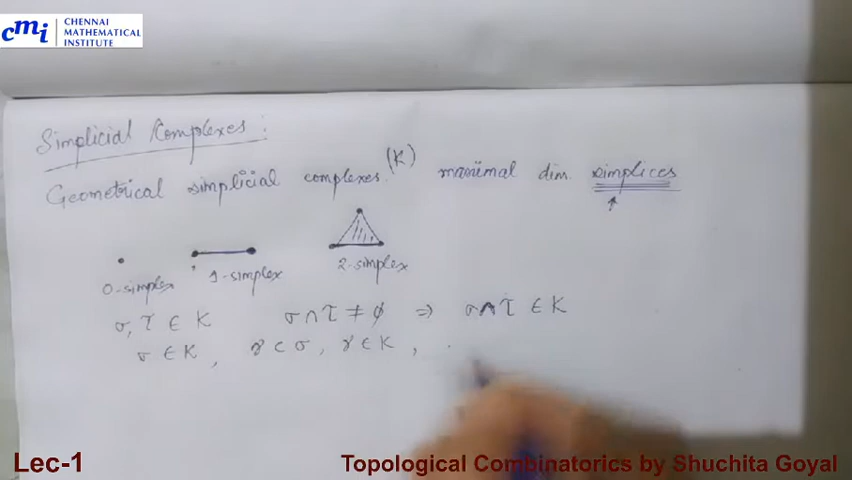 cmi CHENNAI
MATHEMATICAL
INSTITUTE
Simplicial Complexes :
Geometrical simplicial complexes (K) maximal dim. simplices
0-simplex 1-simplex 2-simplex
σ, τ ∈ K σ ∩ τ ≠ ϕ ⇒ σ ∩ τ ∈ K
σ ∈ K, γ ⊂ σ, γ ∈ K,
Lec-1 Topological Combinatorics by Shuchita Goyal